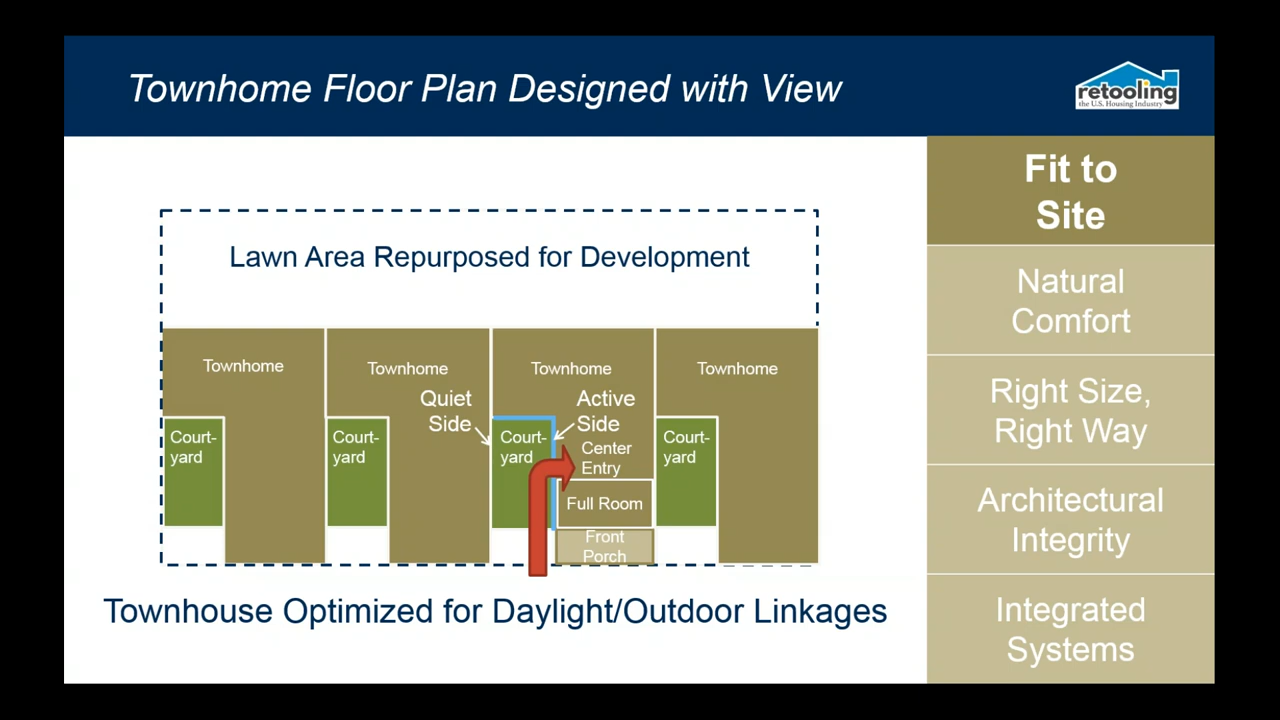 Townhome Floor Plan Designed with View
retooling
the U.S. Housing Industry
Fit to
Site
Natural
Comfort
Right Size,
Right Way
Architectural
Integrity
Integrated
Systems
Lawn Area Repurposed for Development
Townhome
Townhome
Townhome
Townhome
Quiet
Side
Active
Side
Court-
yard
Court-
yard
Court-
yard
Center
Entry
Court-
yard
Full Room
Front
Porch
Townhouse Optimized for Daylight/Outdoor Linkages